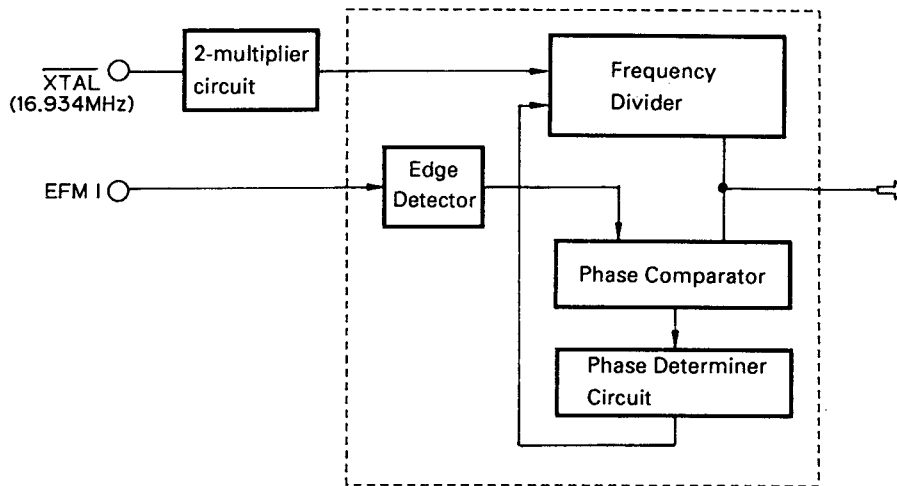 2-multiplier
circuit
XTAL
(16.934MHz)
Frequency
Divider
Edge
Detector
EFM I
Phase Comparator
Phase Determiner
Circuit